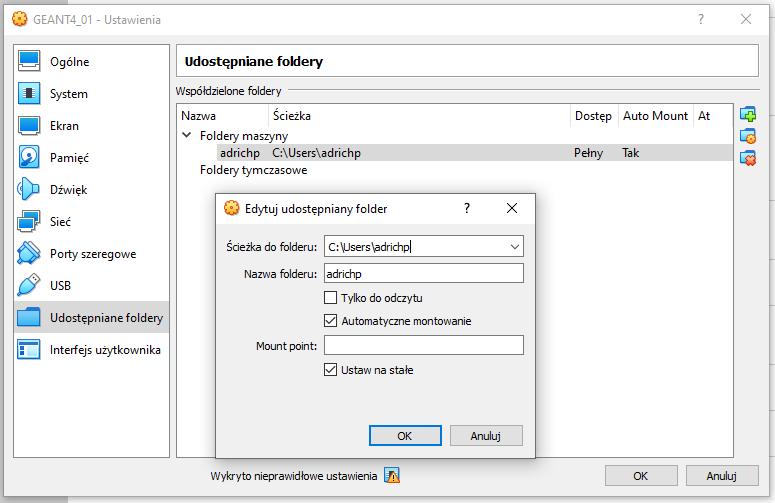 GEANT4_01 - Ustawienia
?
Ogólne
System
Ekran
Pamięć
Dźwięk
Sieć
Porty szeregowe
USB
Udostępniane foldery
Interfejs użytkownika
Udostępniane foldery
Współdzielone foldery
Nazwa Ścieżka Dostęp Auto Mount At
Foldery maszyny
adrichp C:\Users\adrichp Pełny Tak
Foldery tymczasowe
Edytuj udostępniany folder ?
Ścieżka do folderu: C:\Users\adrichp
Nazwa folderu: adrichp
Tylko do odczytu
Automatyczne montowanie
Mount point:
Ustaw na stałe
OK Anuluj
Wykryto nieprawidłowe ustawienia
OK Anuluj